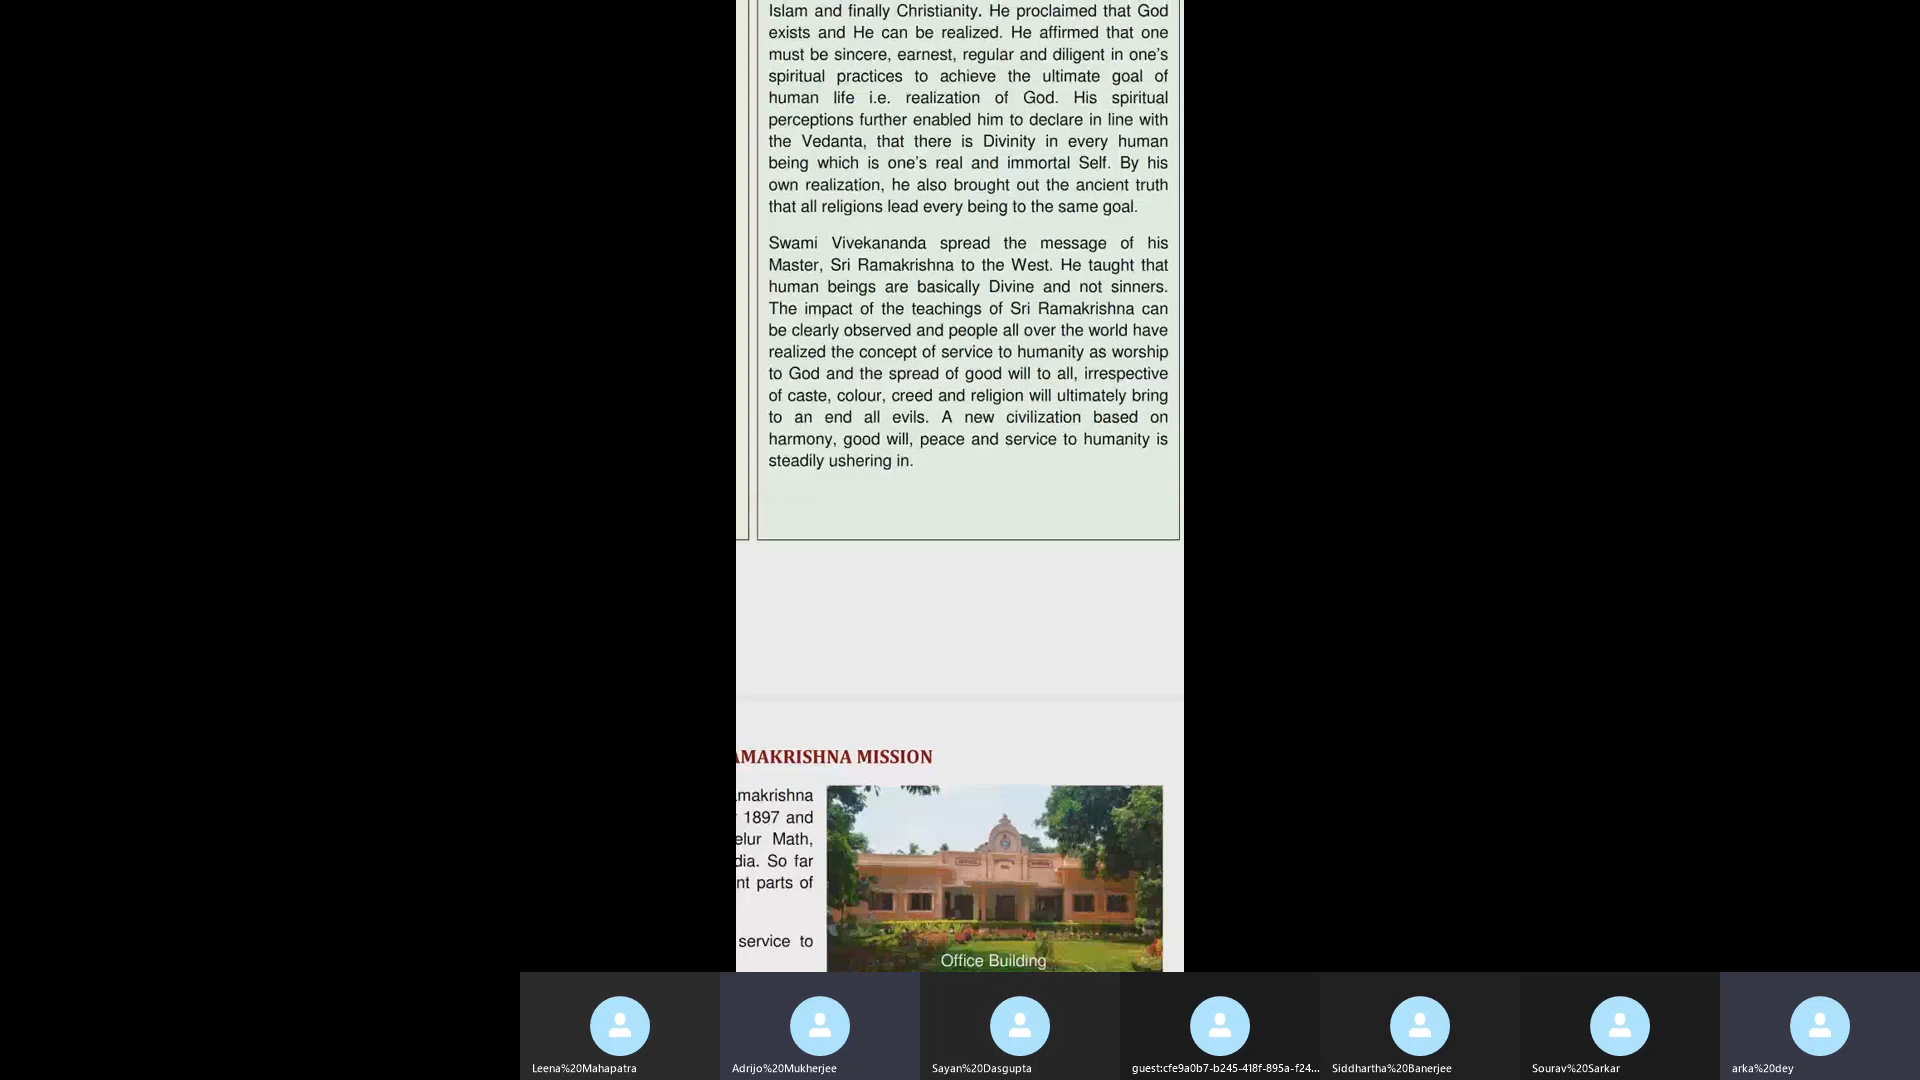 Islam and finally Christianity. He proclaimed that God
exists and He can be realized. He affirmed that one
must be sincere, earnest, regular and diligent in one's
spiritual practices to achieve the ultimate goal of
human life i.e. realization of God. His spiritual
perceptions further enabled him to declare in line with
the Vedanta, that there is Divinity in every human
being which is one's real and immortal Self. By his
own realization, he also brought out the ancient truth
that all religions lead every being to the same goal.
Swami Vivekananda spread the message of his
Master, Sri Ramakrishna to the West. He taught that
human beings are basically Divine and not sinners.
The impact of the teachings of Sri Ramakrishna can
be clearly observed and people all over the world have
realized the concept of service to humanity as worship
to God and the spread of good will to all, irrespective
of caste, colour, creed and religion will ultimately bring
to an end all evils. A new civilization based on
harmony, good will, peace and service to humanity is
steadily ushering in.
AMAKRISHNA MISSION
makrishna
1897 and
elur Math,
dia. So far
nt parts of
service to
Office Building
Leena%20Mahapatra
Adrijo%20Mukherjee
Sayan%20Dasgupta
guest:cfe9a0b7-b245-418f-895a-f24...
Siddhartha%20Banerjee
Sourav%20Sarkar
arka%20dey